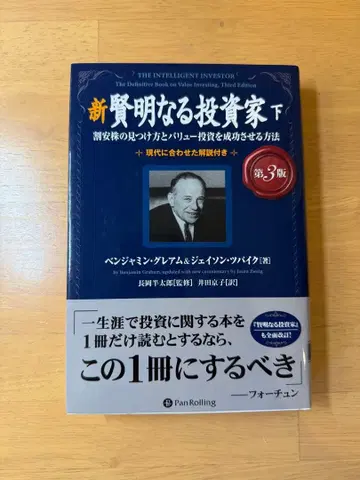 THE INTELLIGENT INVESTOR
The Definitive Book on Value Investing, Third Edition
新 賢明なる投資家 下
割安株の見つけ方とバリュー投資を成功させる方法
現代に合わせた解説付き
第3版
ベンジャミン・グレアム&ジェイソン・ツバイク[著]
by Benjamin Graham, updated with new commentary by Jason Zweig
長岡半太郎[監修] 井田京子[訳]
「一生涯で投資に関する本を
1冊だけ読むとするなら、
この1冊にするべき」
──フォーチュン
『賢明なる投資家』
も全面改訂!
PanRolling